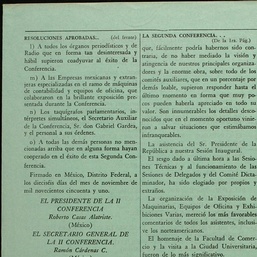 RESOLUCIONES APROBADAS.. (del frente)
l) A todos los órganos periodísticos y de
Radio que en forma tan desinteresada y
hábil supieron coadyuvar al éxito de la
Conferencia.
m) A las Empresas mexicanas y extran-
jeras especializadas en el ramo de máquinas
de contabilidad y equipos de oficina, que
colaboraron en la brillante exposición pre-
sentada durante la Conferencia.
n) Los taquígrafos parlamentarios, in-
térpretes simultáneos, el Secretario Auxiliar
de la Conferencia, Sr. don Gabriel Gardea,
y el personal a sus órdenes.
o) A todas las demás personas no men-
cionadas arriba que en alguna forma hayan
cooperado en el éxito de esta Segunda Con-
ferencia.
Formado en México, Distrito Federal, a
los dieciséis días del mes de noviembre de
mil novecientos cincuenta y uno.
EL PRESIDENTE DE LA II
CONFERENCIA
Roberto Casas Alatriste.
(México)
EL SECRETARIO GENERAL DE
LA II CONFERENCIA.
Ramón Cárdenas C.
LA SEGUNDA CONFERENCIA. . .
(De la 1ra. Pág.)
que, fácilmente podría habernos sido con-
traria, de no haber mediado la visión y
atingencia de nuestros principales organiza-
dores y la enorme obra, sobre todo de los
comités auxiliares, que en un porcentaje por
demás loable, supieron responder hasta el
último momento en forma que muy po-
cos pueden haberla apreciado en todo su
valor. Son innumerables los detalles desco-
nocidos que en el momento oportuno vinie-
ron a salvar situaciones que estimábamos
infranqueables.
La asistencia del Sr. Presidente de la
República a nuestra Sesión Inaugural.
El resgo dado a última hora a las Sesio-
nes Técnicas y al funcionamiento de las
Sesiones de Delegados y del Comité Dicta-
minador, ha sido elogiado por propios y
extraños.
La organización de la Exposición de
Maquinarias, Equipos de Oficina y Exhi-
biciones Varias, mereció los más favorables
comentarios de todos los asistentes, inclusi-
ve los norteamericanos.
El homenaje de la Facultad de Comer-
cio y la visita a la Ciudad Universitaria,
fueron de lo más significativo.